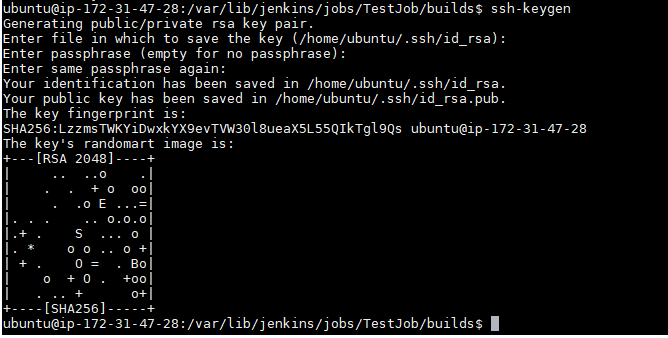 ubuntu@ip-172-31-47-28:/var/lib/jenkins/jobs/TestJob/builds$ ssh-keygen
Generating public/private rsa key pair.
Enter file in which to save the key (/home/ubuntu/.ssh/id_rsa):
Enter passphrase (empty for no passphrase):
Enter same passphrase again:
Your identification has been saved in /home/ubuntu/.ssh/id_rsa.
Your public key has been saved in /home/ubuntu/.ssh/id_rsa.pub.
The key fingerprint is:
SHA256:LzzmsTWKYiDwxkYX9evTVW30l8ueaX5L55QIkTgl9Qs ubuntu@ip-172-31-47-28
The key's randomart image is:
+---[RSA 2048]----+
|     ..  ..o    .|
|    .  .  + o  oo|
|     .  .o E ...=|
|. . .    .. o.o.o|
|.+ .    S  ... o |
|. *    o o .. o +|
| + .    O =  . Bo|
|    o  + O .  +oo|
|   . .. +      o+|
+----[SHA256]-----+
ubuntu@ip-172-31-47-28:/var/lib/jenkins/jobs/TestJob/builds$